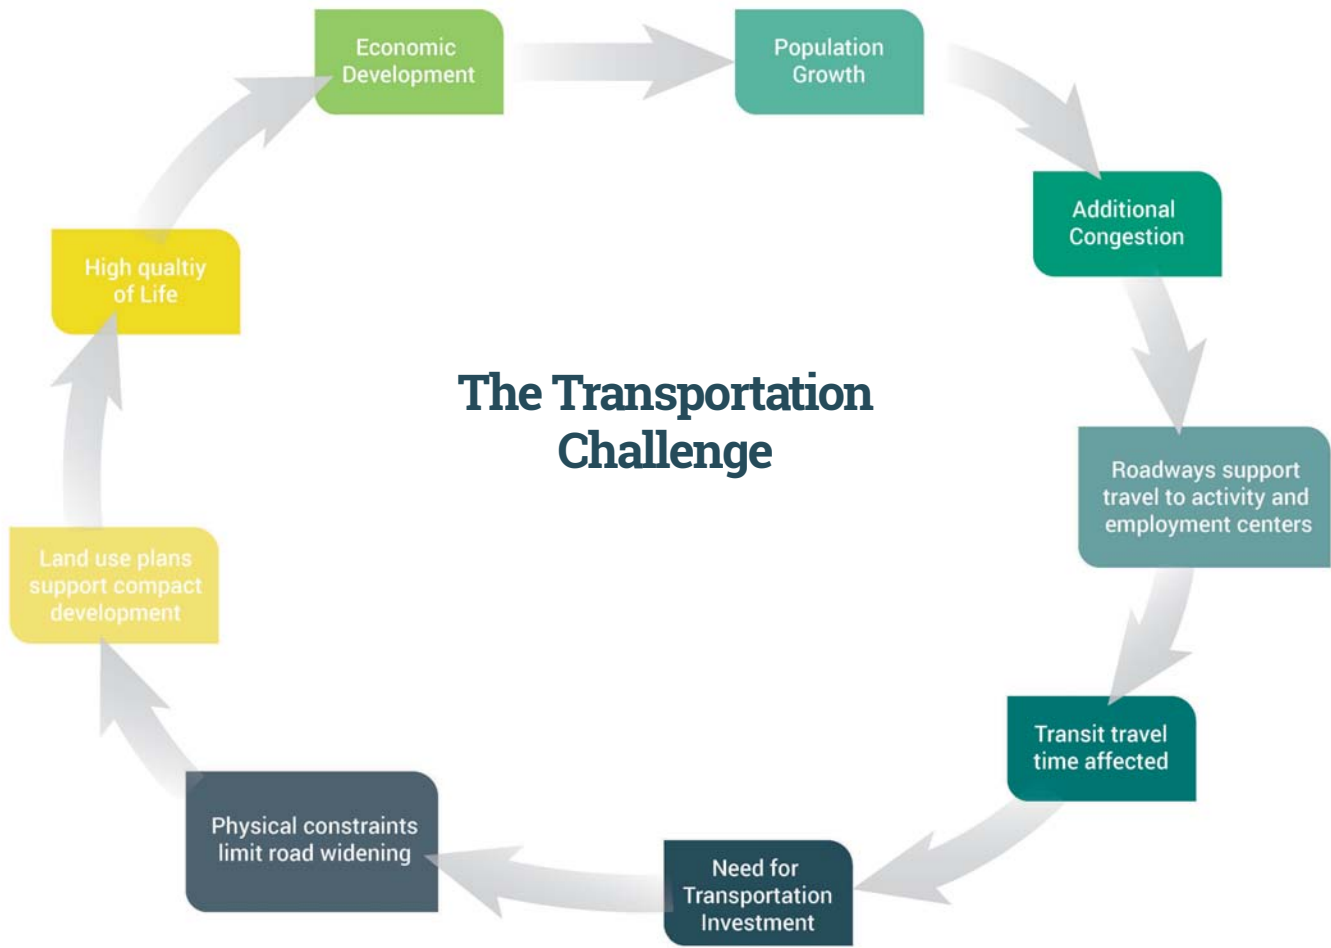 Economic
Development
Population
Growth
Additional
Congestion
High qualtiy
of Life
The Transportation
Challenge
Roadways support
travel to activity and
employment centers
Land use plans
support compact
development
Transit travel
time affected
Physical constraints
limit road widening
Need for
Transportation
Investment